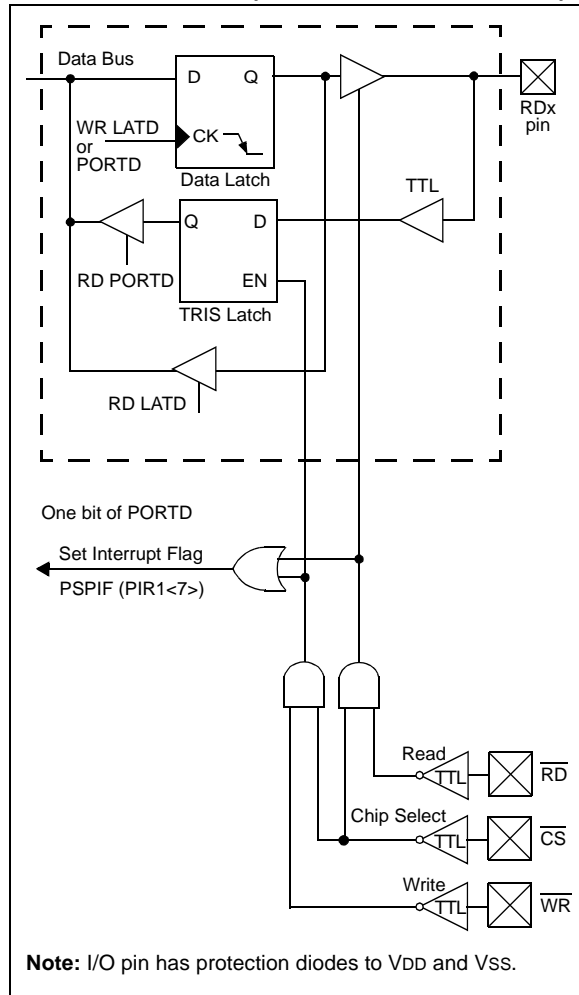 Data Bus
D Q
RDx
pin
WR LATD
or
PORTD
CK
Data Latch
TTL
Q D
RD PORTD
EN
TRIS Latch
RD LATD
One bit of PORTD
Set Interrupt Flag
PSPIF (PIR1<7>)
Read
TTL
RD
Chip Select
TTL
CS
Write
TTL
WR
Note: I/O pin has protection diodes to VDD and VSS.